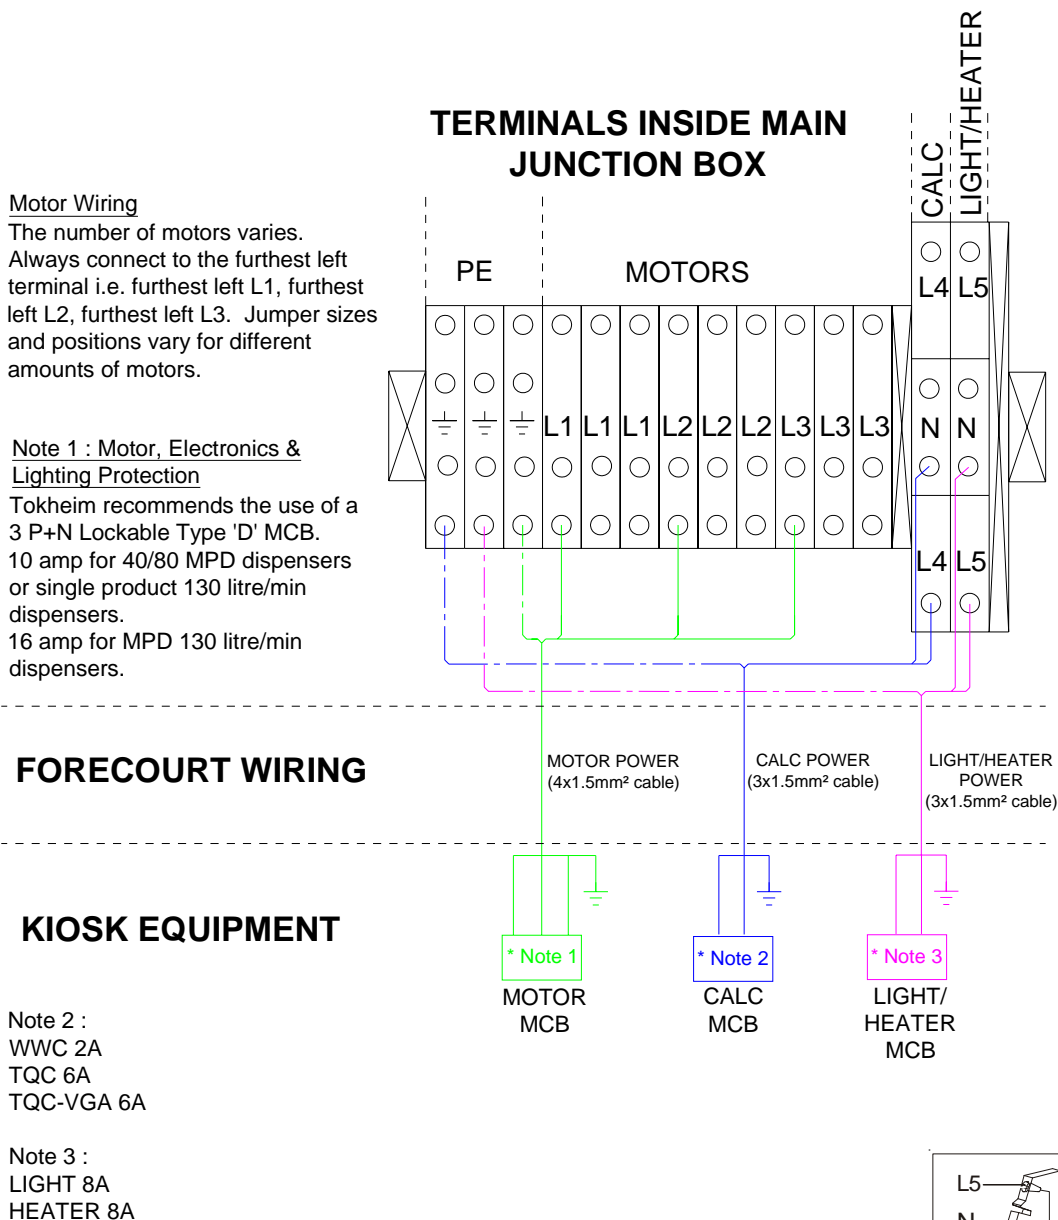 TERMINALS INSIDE MAIN
JUNCTION BOX
CALC
LIGHT/HEATER
Motor Wiring
The number of motors varies.
Always connect to the furthest left
terminal i.e. furthest left L1, furthest
left L2, furthest left L3.  Jumper sizes
and positions vary for different
amounts of motors.
PE
MOTORS
L4 L5
L1 L1 L1 L2 L2 L2 L3 L3 L3 N N
L4 L5
Note 1 : Motor, Electronics &
Lighting Protection
Tokheim recommends the use of a
3 P+N Lockable Type 'D' MCB.
10 amp for 40/80 MPD dispensers
or single product 130 litre/min
dispensers.
16 amp for MPD 130 litre/min
dispensers.
FORECOURT WIRING
MOTOR POWER
(4x1.5mm² cable)
CALC POWER
(3x1.5mm² cable)
LIGHT/HEATER
POWER
(3x1.5mm² cable)
KIOSK EQUIPMENT
* Note 1
MOTOR
MCB
* Note 2
CALC
MCB
* Note 3
LIGHT/
HEATER
MCB
Note 2 :
WWC 2A
TQC 6A
TQC-VGA 6A
Note 3 :
LIGHT 8A
HEATER 8A
L5
N